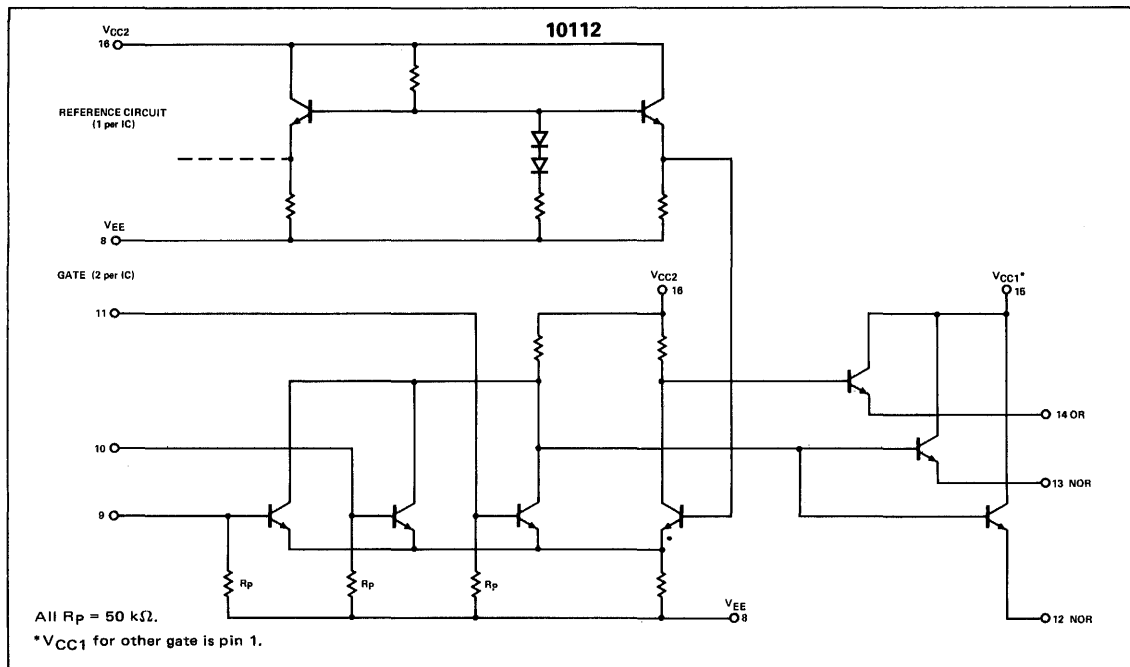 10112
VCC2
16
REFERENCE CIRCUIT
(1 per IC)
VEE
8
GATE (2 per IC)
VCC2
16
VCC1*
15
11
14 OR
10
13 NOR
9
*
RP
RP
RP
VEE
8
12 NOR
All RP = 50 kΩ.
*VCC1 for other gate is pin 1.